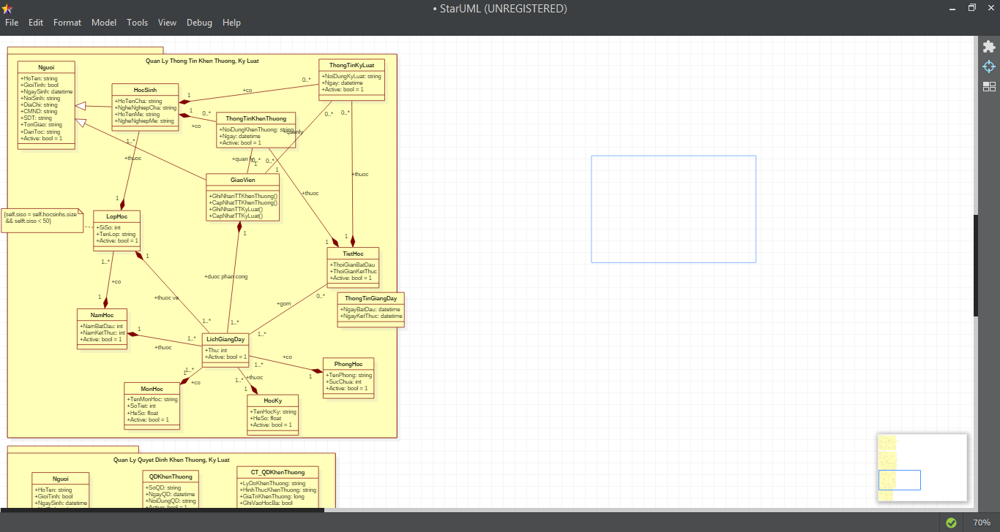 • StarUML (UNREGISTERED)
File Edit Format Model Tools View Debug Help
Quan Ly Thong Tin Khen Thuong, Ky Luat
Nguoi
+HoTen: string
+GioiTinh: bool
+NgaySinh: datetime
+NoiSinh: string
+DiaChi: string
+CMND: string
+SDT: string
+TonGiao: string
+DanToc: string
+Active: bool = 1
HocSinh
+HoTenCha: string
+NgheNghiepCha: string
+HoTenMe: string
+NgheNghiepMe: string
ThongTinKyLuat
+NoiDungKyLuat: string
+Ngay: datetime
+Active: bool = 1
1
+co
0..*
1
+co
0..*
ThongTinKhenThuong
+NoiDungKhenThuong: string
+Ngay: datetime
+Active: bool = 1
+quanly
0..*
0..*
1..*
+thuoc
1
+quan ly
0..*
1
0..*
1
+thuoc
+thuoc
GiaoVien
+GhiNhanTTKhenThuong()
+CapNhatTTKhenThuong()
+GhiNhanTTKyLuat()
+CapNhatTTKyLuat()
{self.siso = self.hocsinhs.size
&& selft.siso < 50}
LopHoc
+SiSo: int
+TenLop: string
+Active: bool = 1
1
1
1
TietHoc
+ThoiGianBatDau
+ThoiGianKetThuc
+Active: bool = 1
1..*
+co
1
1
+thuoc ve
1..*
+duoc phan cong
1..*
+gom
0..*
1..*
ThongTinGiangDay
+NgayBatDau: datetime
+NgayKetThuc: datetime
NamHoc
+NamBatDau: int
+NamKetThuc: int
+Active: bool = 1
1
+thuoc
1..*
LichGiangDay
+Thu: int
+Active: bool = 1
+co
1..*
1
PhongHoc
+TenPhong: string
+SucChua: int
+Active: bool = 1
1..*
1
+co
1..*
+thuoc
1
MonHoc
+TenMonHoc: string
+SoTiet: int
+HeSo: float
+Active: bool = 1
HocKy
+TenHocKy: string
+HeSo: float
+Active: bool = 1
Quan Ly Quyet Dinh Khen Thuong, Ky Luat
Nguoi
+HoTen: string
+GioiTinh: bool
+NgaySinh: datetime
QDKhenThuong
+SoQD: string
+NgayQD: datetime
+NoiDungQD: string
+Active: bool = 1
CT_QDKhenThuong
+LyDoKhenThuong: string
+HinhThucKhenThuong: string
+GiaTriKhenThuong: long
+GhiVaoHocBa: bool
70%